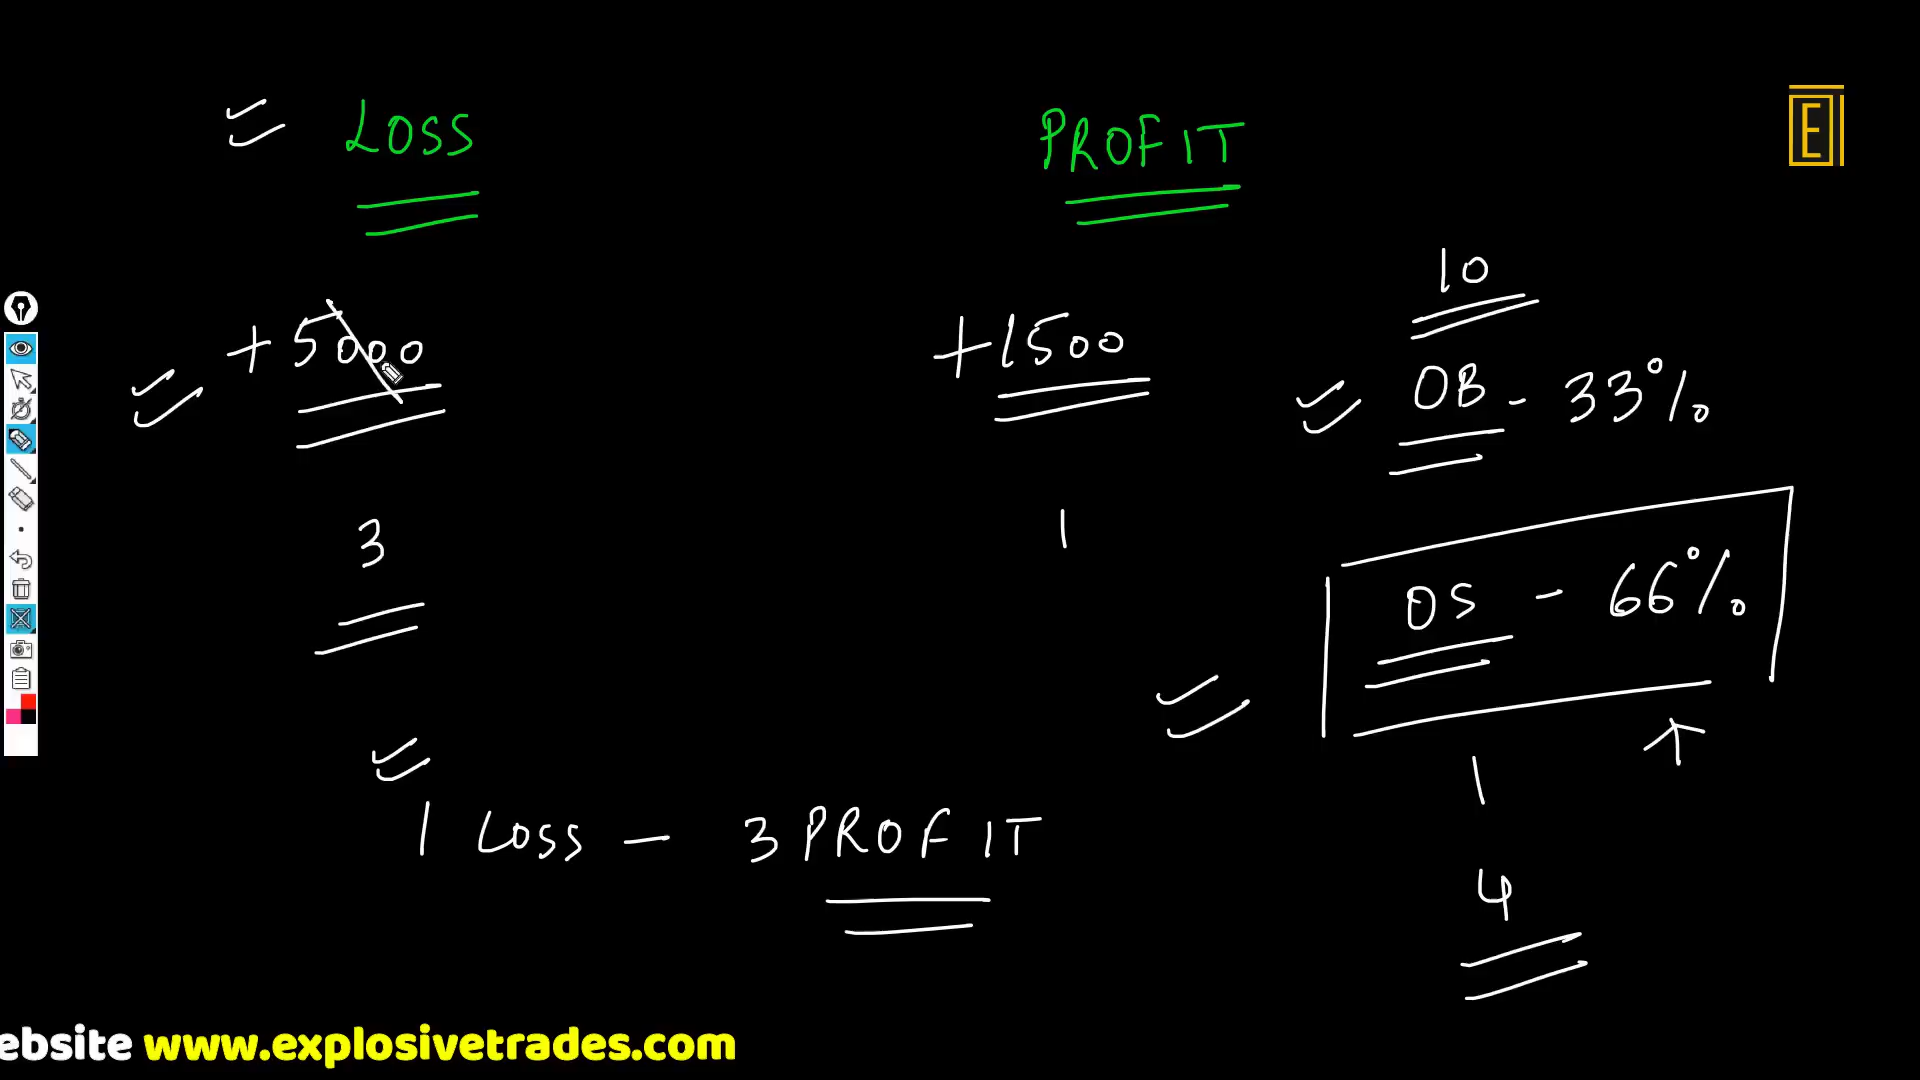 LOSS PROFIT
10
+5000 +1500
OB - 33%
3 1
OS - 66%
1
1 LOSS - 3 PROFIT
4
E
ebsite www.explosivetrades.com